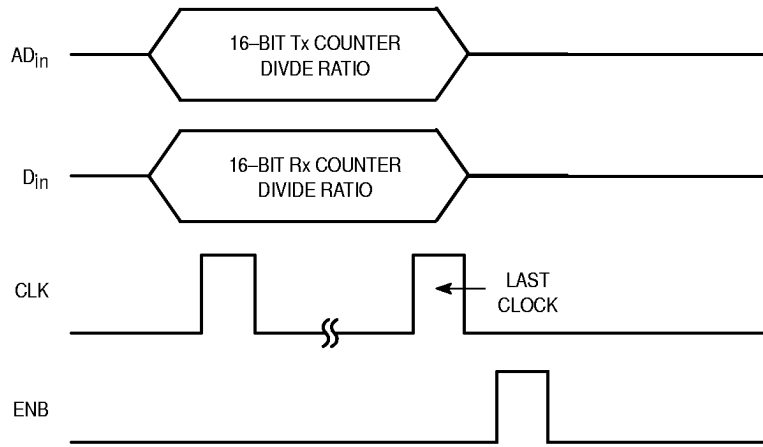 ADin
16–BIT Tx COUNTER
DIVDE RATIO
Din
16–BIT Rx COUNTER
DIVIDE RATIO
CLK
LAST
CLOCK
ENB